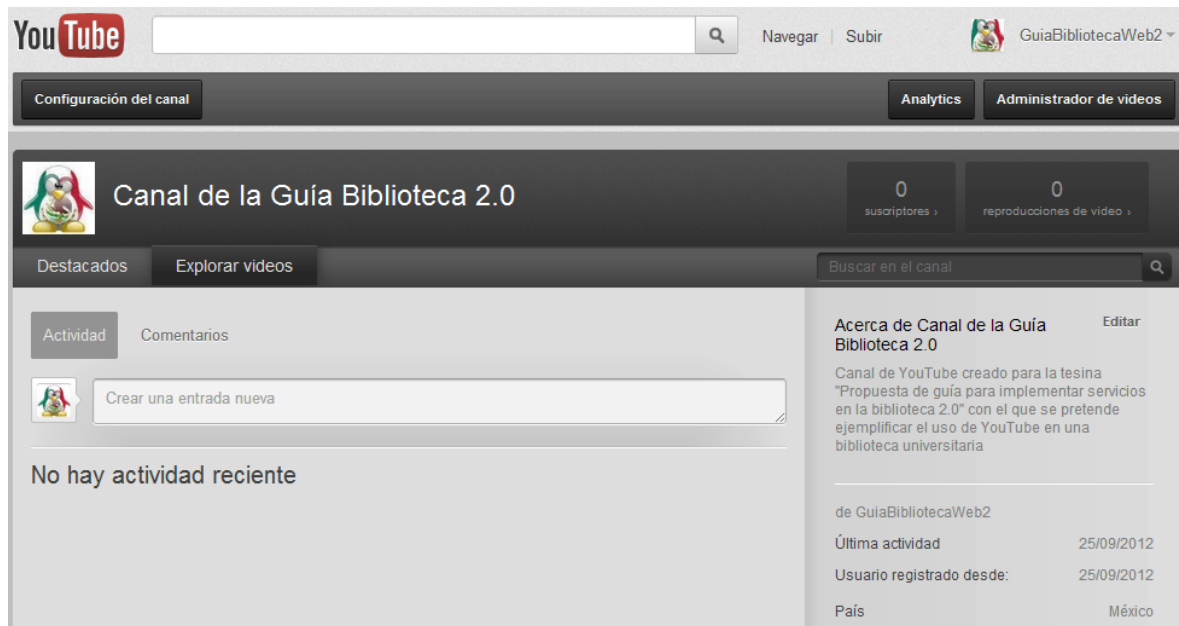 YouTube
Navegar | Subir
GuiaBibliotecaWeb2
Configuración del canal
Analytics
Administrador de videos
Canal de la Guía Biblioteca 2.0
0
suscriptores ›
0
reproducciones de video ›
Destacados
Explorar videos
Buscar en el canal
Actividad
Comentarios
Crear una entrada nueva
No hay actividad reciente
Acerca de Canal de la Guía
Biblioteca 2.0
Editar
Canal de YouTube creado para la tesina
"Propuesta de guía para implementar servicios
en la biblioteca 2.0" con el que se pretende
ejemplificar el uso de YouTube en una
biblioteca universitaria
de GuiaBibliotecaWeb2
Última actividad 25/09/2012
Usuario registrado desde: 25/09/2012
País México